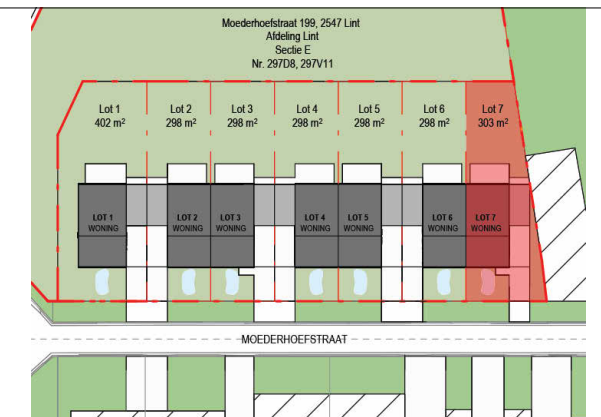 Moederhoefstraat 199, 2547 Lint
Afdeling Lint
Sectie E
Nr. 297D8, 297V11
Lot 1
402 m²
Lot 2
298 m²
Lot 3
298 m²
Lot 4
298 m²
Lot 5
298 m²
Lot 6
298 m²
Lot 7
303 m²
LOT 1
WONING
LOT 2
WONING
LOT 3
WONING
LOT 4
WONING
LOT 5
WONING
LOT 6
WONING
LOT 7
WONING
MOEDERHOEFSTRAAT